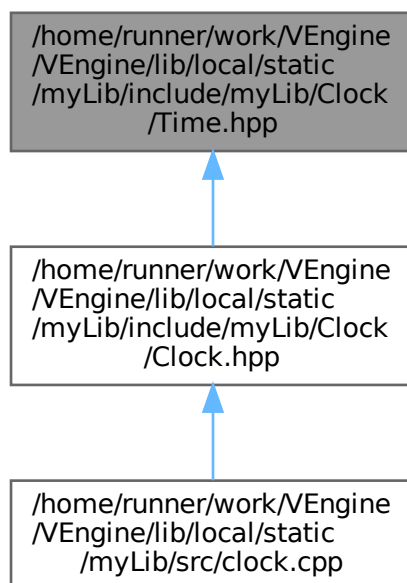 /home/runner/work/VEngine
/VEngine/lib/local/static
/myLib/include/myLib/Clock
/Time.hpp
/home/runner/work/VEngine
/VEngine/lib/local/static
/myLib/include/myLib/Clock
/Clock.hpp
/home/runner/work/VEngine
/VEngine/lib/local/static
/myLib/src/clock.cpp